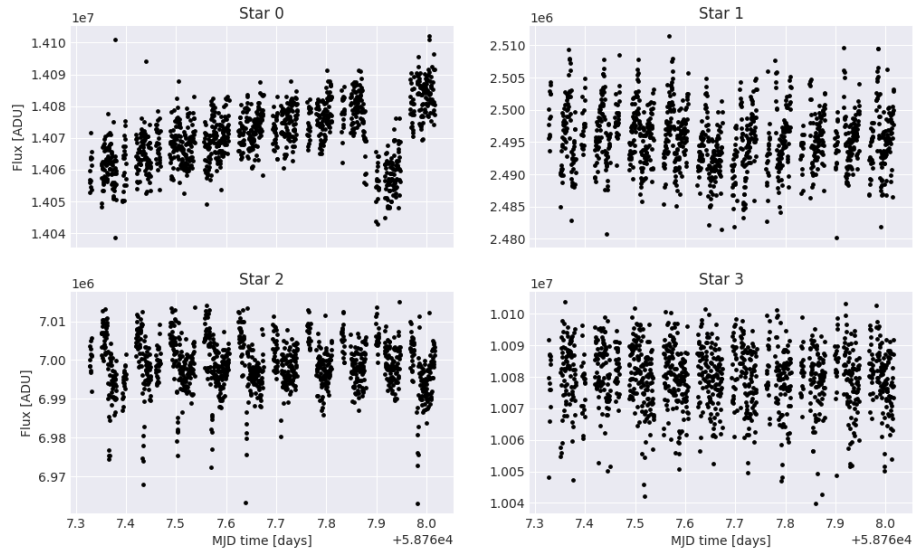 Star 0
Star 1
1e7
1e6
1.410
1.409
1.408
1.407
1.406
1.405
1.404
Flux [ADU]
2.510
2.505
2.500
2.495
2.490
2.485
2.480
Star 2
Star 3
1e6
1e7
7.01
7.00
6.99
6.98
6.97
Flux [ADU]
1.010
1.009
1.008
1.007
1.006
1.005
1.004
7.3 7.4 7.5 7.6 7.7 7.8 7.9 8.0
MJD time [days]
+5.876e4
7.3 7.4 7.5 7.6 7.7 7.8 7.9 8.0
MJD time [days]
+5.876e4